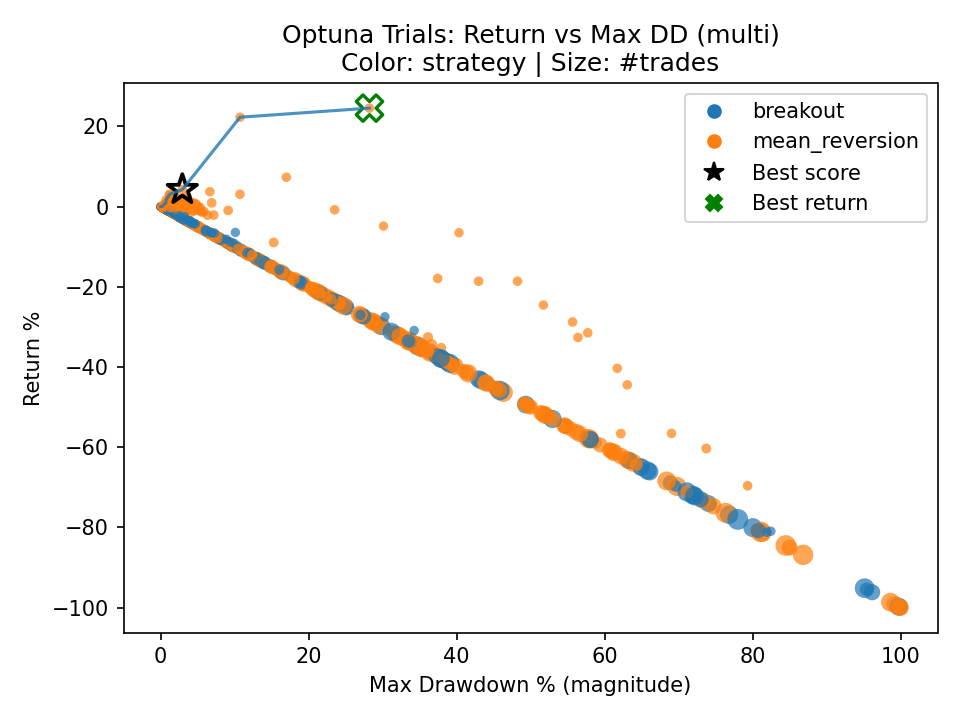 Optuna Trials: Return vs Max DD (multi)
Color: strategy | Size: #trades
breakout
mean_reversion
Best score
Best return
20
0
−20
−40
−60
−80
−100
Return %
0
20
40
60
80
100
Max Drawdown % (magnitude)